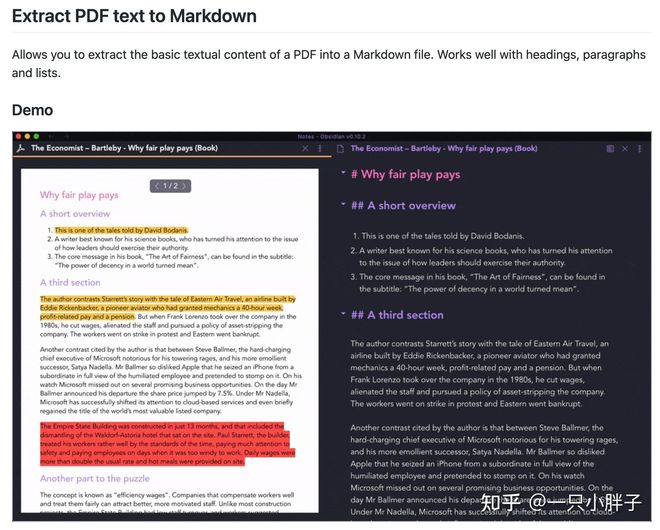 Extract PDF text to Markdown
Allows you to extract the basic textual content of a PDF into a Markdown file. Works well with headings, paragraphs
and lists.
Demo
Notes - Obsidian v0.10.2
The Economist – Bartleby - Why fair play pays (Book)
1 / 2
Why fair play pays
A short overview
1. This is one of the tales told by David Bodanis.
2. A writer best known for his science books, who has turned his attention to the issue
of how leaders should exercise their authority.
3. The core message in his book, “The Art of Fairness”, can be found in the subtitle:
“The power of decency in a world turned mean”.
A third section
The author contrasts Starrett’s story with the tale of Eastern Air Travel, an airline built by
Eddie Rickenbacker, a pioneer aviator who had granted mechanics a 40-hour week,
profit-related pay and a pension. But when Frank Lorenzo took over the company in the
1980s, he cut wages, alienated the staff and pursued a policy of asset-stripping the
company. The workers went on strike in protest and Eastern went bankrupt.
Another contrast cited by the author is that between Steve Ballmer, the hard-charging
chief executive of Microsoft notorious for his towering rages, and his more emollient
successor, Satya Nadella. Mr Ballmer so disliked Apple that he seized an iPhone from a
subordinate in full view of the humiliated employee and pretended to stomp on it. On his
watch Microsoft missed out on several promising business opportunities. On the day Mr
Ballmer announced his departure the share price jumped by 7.5%. Under Mr Nadella,
Microsoft has successfully shifted its attention to cloud-based services and even briefly
regained the title of the world’s most valuable listed company.
The Empire State Building was constructed in just 13 months, and that included the
dismantling of the Waldorf-Astoria hotel that sat on the site. Paul Starrett, the builder,
treated his workers rather well by the standards of the time, paying much attention to
safety and paying employees on days when it was too windy to work. Daily wages were
more than double the usual rate and hot meals were provided on site.
Another part to the puzzle
The concept is known as “efficiency wages”. Companies that compensate workers well
and treat them fairly can attract better, more motivated staff. Unlike most construction
The Economist – Bartleby - Why fair play pays (Book)
# Why fair play pays
## A short overview
1. This is one of the tales told by David Bodanis.
2. A writer best known for his science books, who has turned his attention
to the issue of how leaders should exercise their authority.
3. The core message in his book, “The Art of Fairness”, can be found in
the subtitle: “The power of decency in a world turned mean”.
## A third section
The author contrasts Starrett’s story with the tale of Eastern Air Travel, an
airline built by Eddie Rickenbacker, a pioneer aviator who had granted
mechanics a 40-hour week, profit-related pay and a pension. But when
Frank Lorenzo took over the company in the 1980s, he cut wages,
alienated the staff and pursued a policy of asset-stripping the company.
The workers went on strike in protest and Eastern went bankrupt.
Another contrast cited by the author is that between Steve Ballmer, the
hard-charging chief executive of Microsoft notorious for his towering rages,
and his more emollient successor, Satya Nadella. Mr Ballmer so disliked
Apple that he seized an iPhone from a subordinate in full view of the
humiliated employee and pretended to stomp on it. On his watch
Microsoft missed out on several promising business opportunities. On the
day Mr Ballmer announced his
Under Mr Nadella, Microsoft has successfully shifted its attention to cloud-
知乎 @一只小胖子